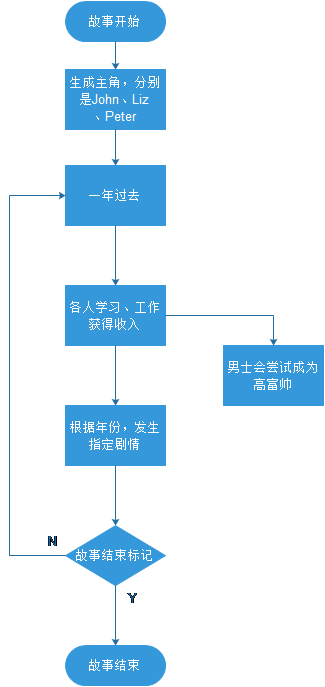 故事开始
生成主角，分别
是John、Liz
、Peter
一年过去
各人学习、工作
获得收入
男士会尝试成为
高富帅
根据年份，发生
指定剧情
N
故事结束标记
Y
故事结束